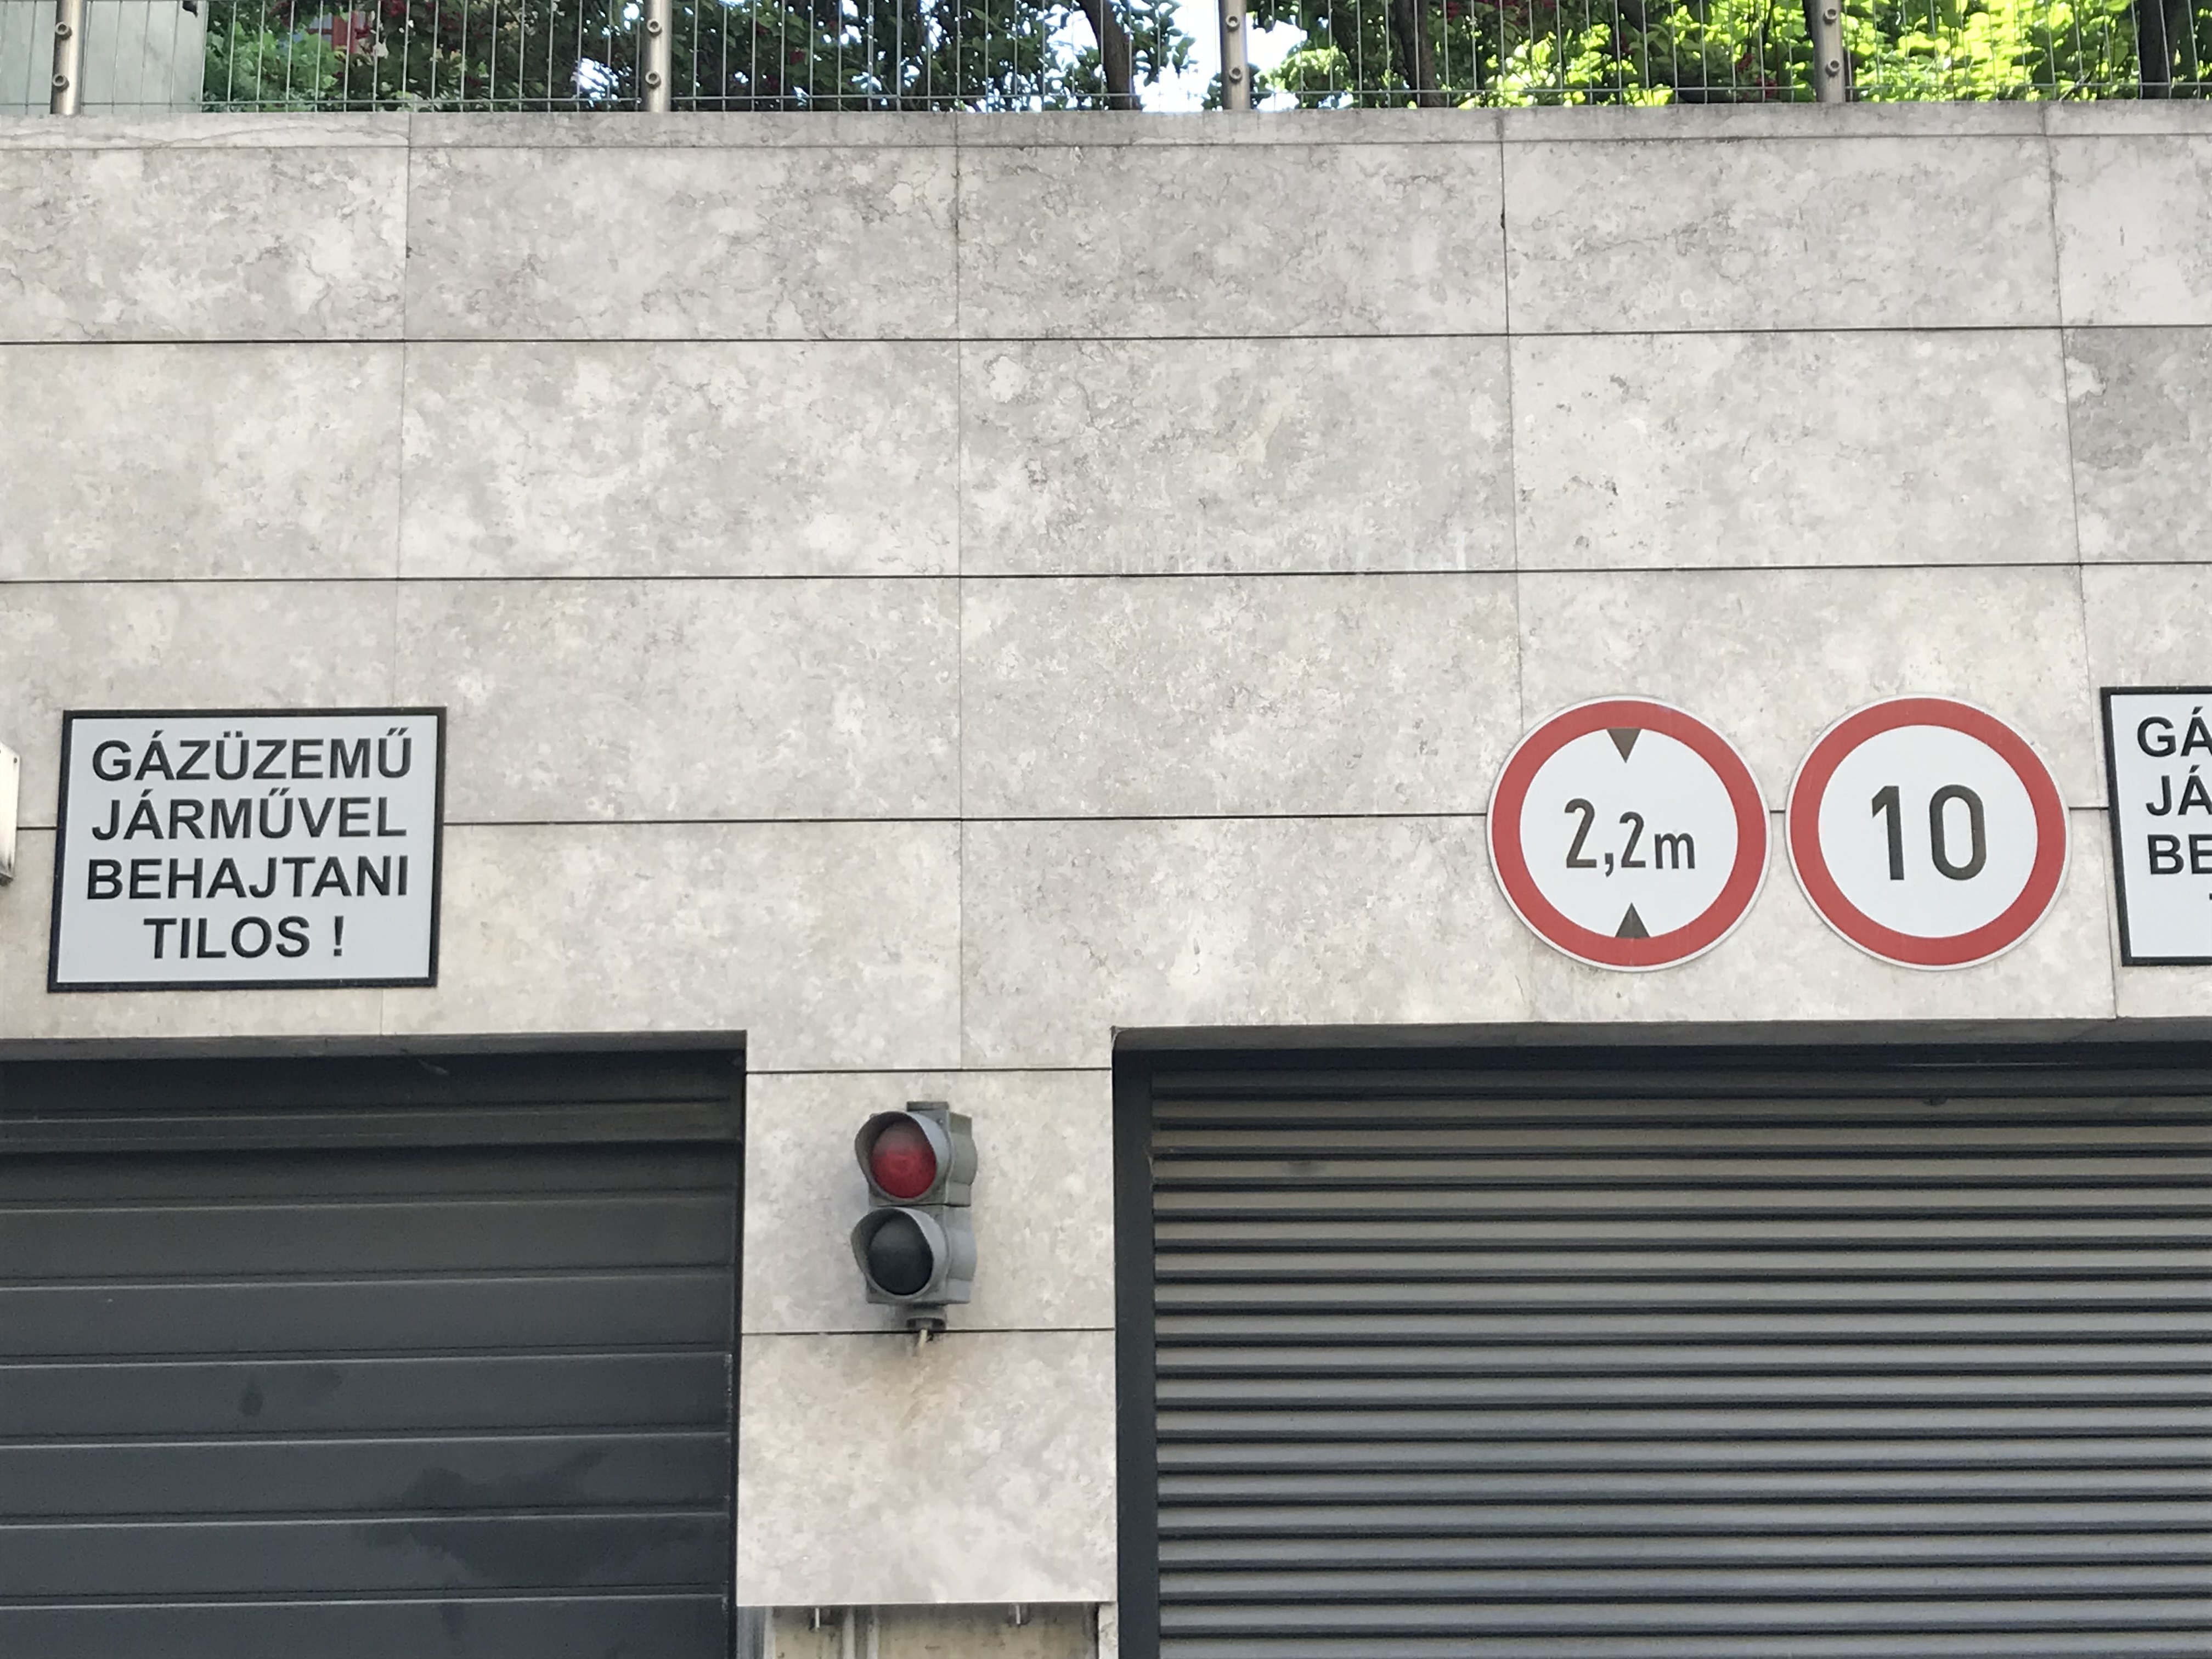 GÁZÜZEMŰ
JÁRMŰVEL
BEHAJTANI
TILOS !
2,2m
10